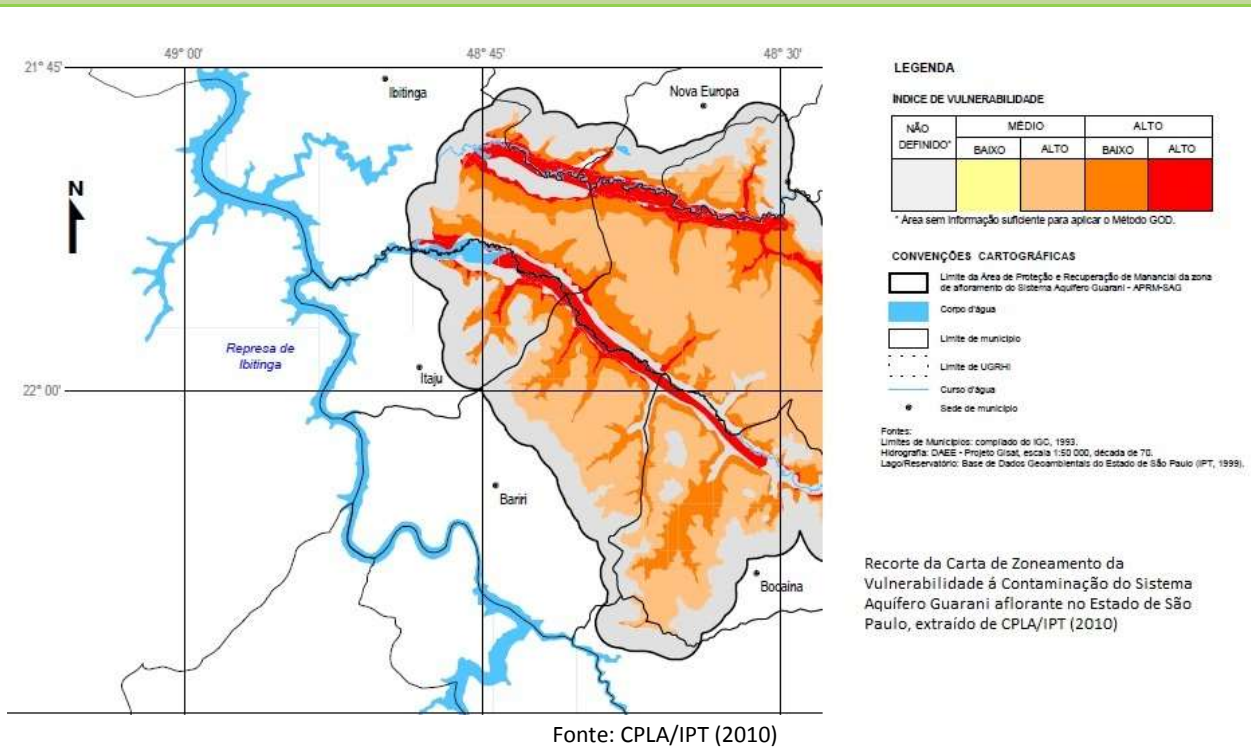 49° 00'
48° 45'
48° 30'
21° 45'
Ibitinga
Nova Europa
N
Represa de
Ibitinga
Itaju
22° 00'
Bariri
Bocaina
LEGENDA
ÍNDICE DE VULNERABILIDADE
NÃO
DEFINIDO*
MÉDIO
ALTO
BAIXO
ALTO
BAIXO
ALTO
* Área sem informação suficiente para aplicar o Método GOD.
CONVENÇÕES CARTOGRÁFICAS
Limite da Área de Proteção e Recuperação de Manancial da zona
de afloramento do Sistema Aquífero Guarani - APRM-SAG
Corpo d'água
Limite de município
Limite de UGRHI
Curso d'água
Sede de município
Fontes:
Limites de Municípios: compilado do IGC, 1993.
Hidrografia: DAEE - Projeto Gisat, escala 1:50 000, década de 70.
Lago/Reservatório: Base de Dados Geoambientais do Estado de São Paulo (IPT, 1999).
Recorte da Carta de Zoneamento da
Vulnerabilidade á Contaminação do Sistema
Aquífero Guarani aflorante no Estado de São
Paulo, extraído de CPLA/IPT (2010)
Fonte: CPLA/IPT (2010)